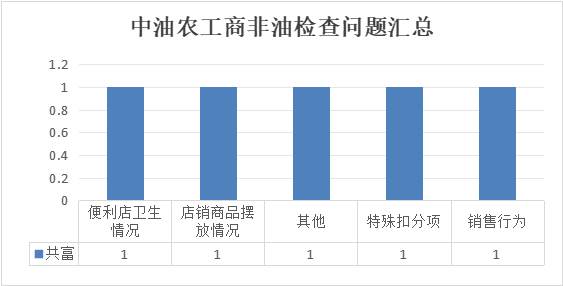 中油农工商非油检查问题汇总
1.2
1
0.8
0.6
0.4
0.2
0
便利店卫生 店销商品摆 其他 特殊扣分项 销售行为
情况 放情况
共富 1 1 1 1 1